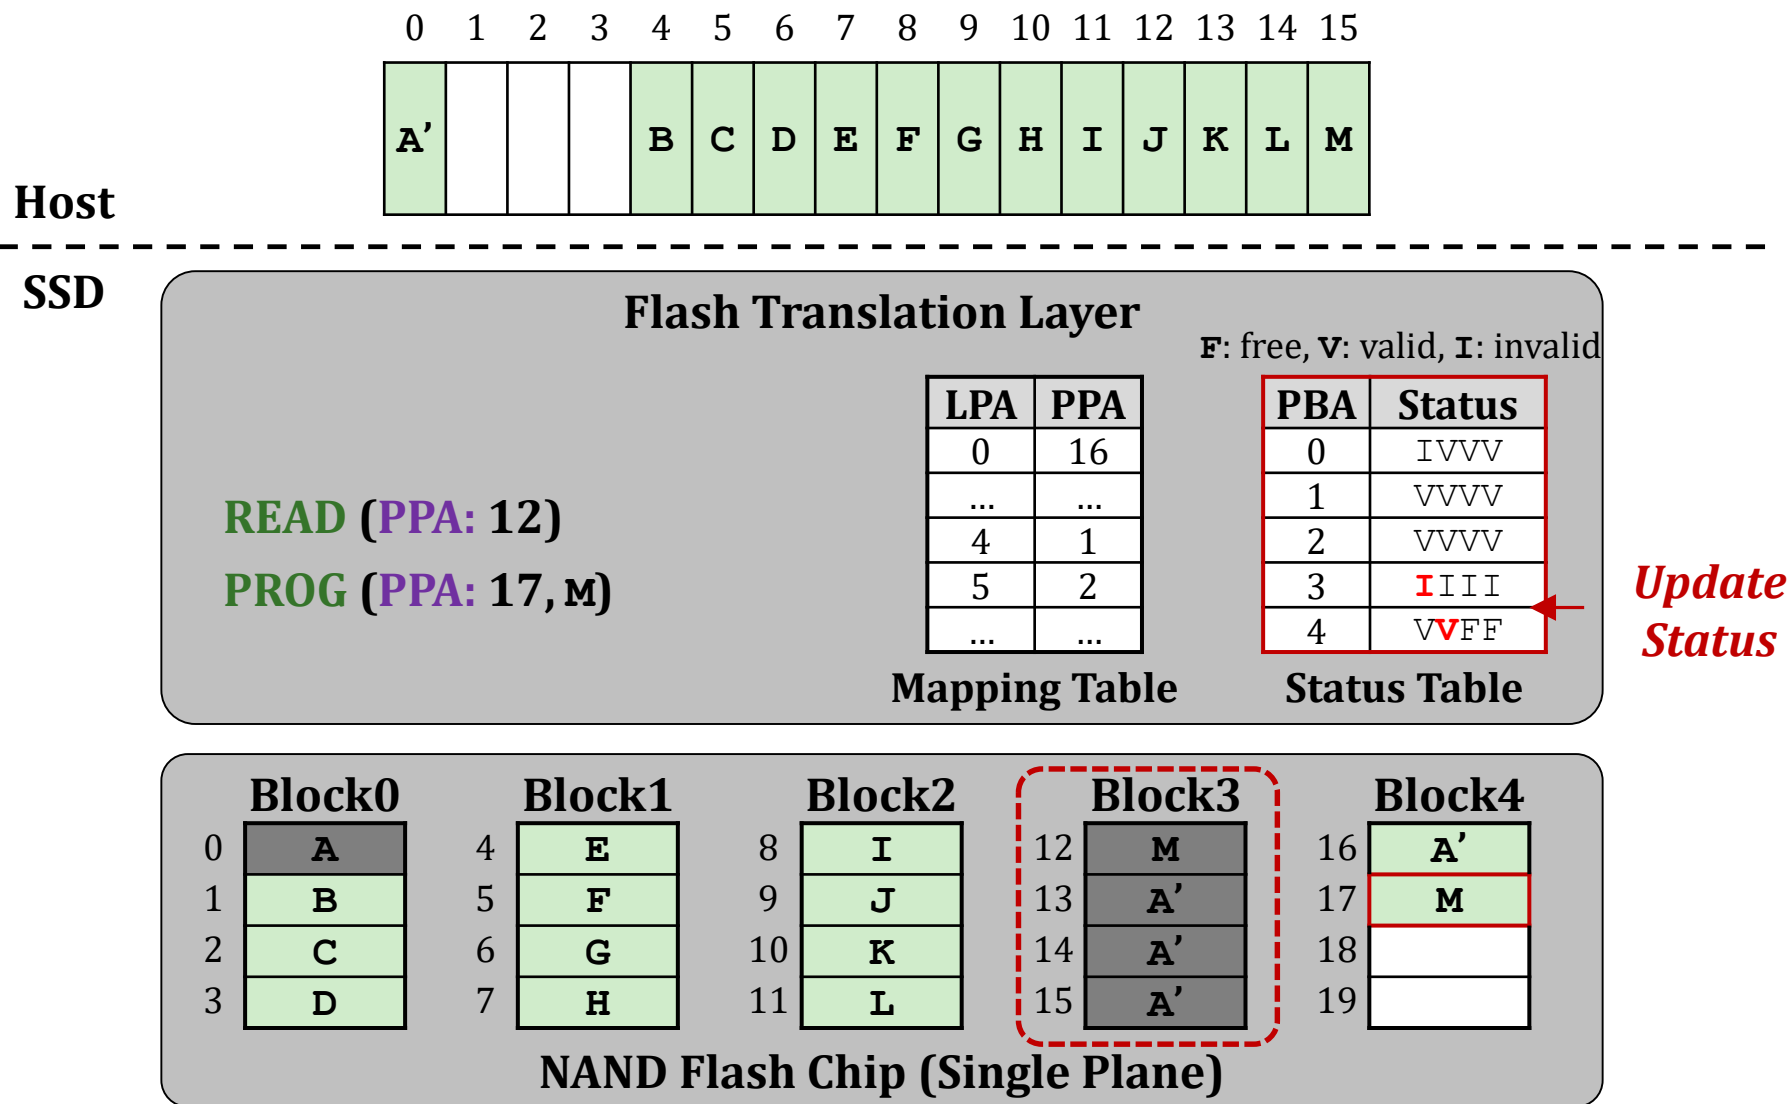 0 1 2 3 4 5 6 7 8 9 10 11 12 13 14 15
A’ B C D E F G H I J K L M
Host
SSD
Flash Translation Layer
F: free, V: valid, I: invalid
READ (PPA: 12)
PROG (PPA: 17, M)
LPA PPA
0 16
... ...
4 1
5 2
... ...
Mapping Table
PBA Status
0 IVVV
1 VVVV
2 VVVV
3 IIII
4 VVFF
Status Table
Update
Status
Block0 Block1 Block2 Block3 Block4
0 A 4 E 8 I 12 M 16 A’
1 B 5 F 9 J 13 A’ 17 M
2 C 6 G 10 K 14 A’ 18
3 D 7 H 11 L 15 A’ 19
NAND Flash Chip (Single Plane)